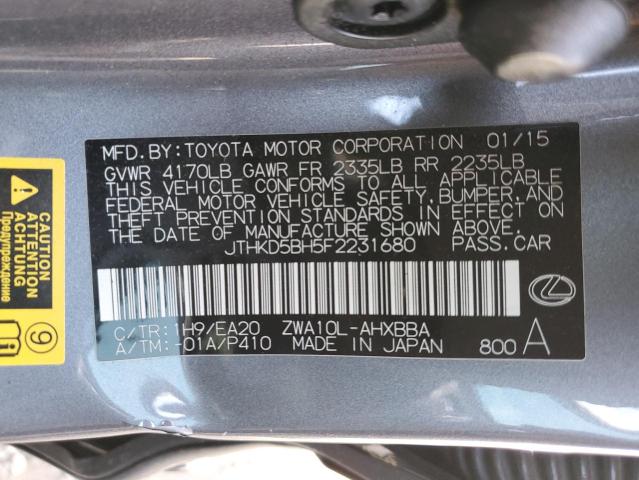 MFD.BY:TOYOTA MOTOR CORPORATION 01/15
GVWR 4170LB GAWR FR 2335LB RR 2235LB
THIS VEHICLE CONFORMS TO ALL APPLICABLE
FEDERAL MOTOR VEHICLE SAFETY,BUMPER,AND
THEFT PREVENTION STANDARDS IN EFFECT ON
THE DATE OF MANUFACTURE SHOWN ABOVE.
JTHKD5BH5F2231680 PASS.CAR
C/TR:1H9/EA20 ZWA10L-AHXBBA
A/TM:-01A/P410 MADE IN JAPAN 800 A
ATTENTION
ACHTUNG
Предупреждение